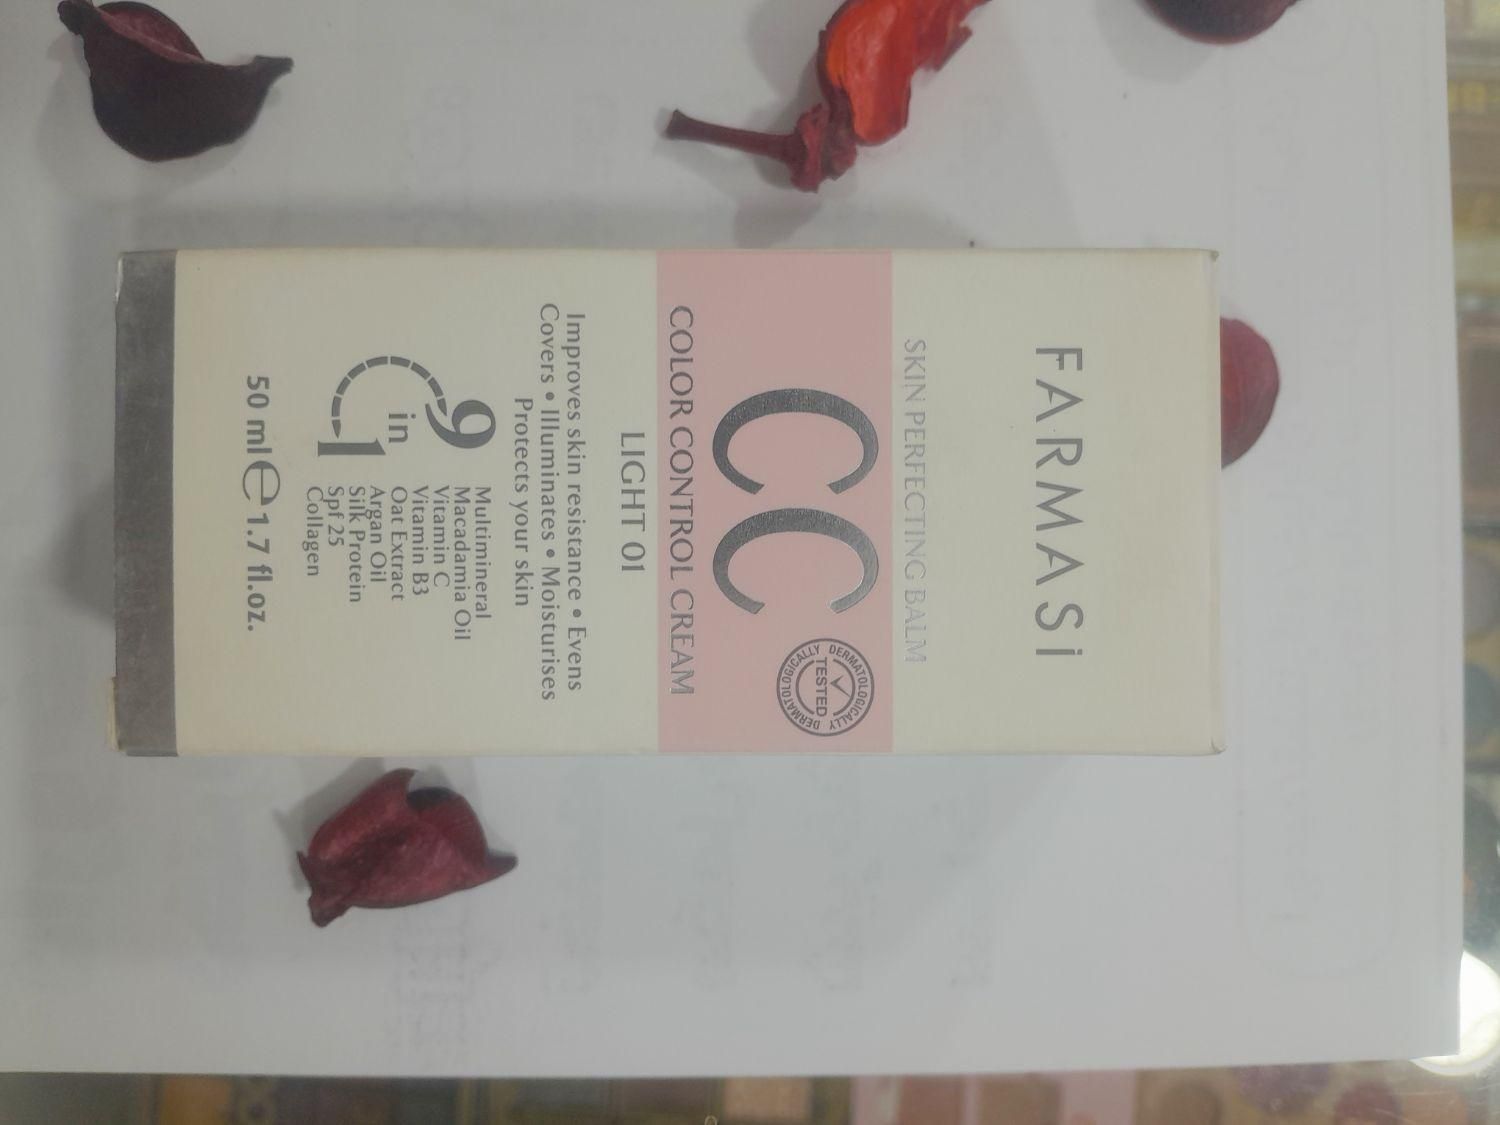 FARMASi
SKIN PERFECTING BALM
CC
DERMATOLOGICALLY
TESTED
DERMATOLOGICALLY
COLOR CONTROL CREAM
LIGHT 01
Improves skin resistance • Evens
Covers • Illuminates • Moisturises
Protects your skin
9
in
1
Multimineral
Macadamia Oil
Vitamin C
Vitamin B3
Oat Extract
Argan Oil
Silk Protein
Spf 25
Collagen
50 ml ℮ 1.7 fl.oz.